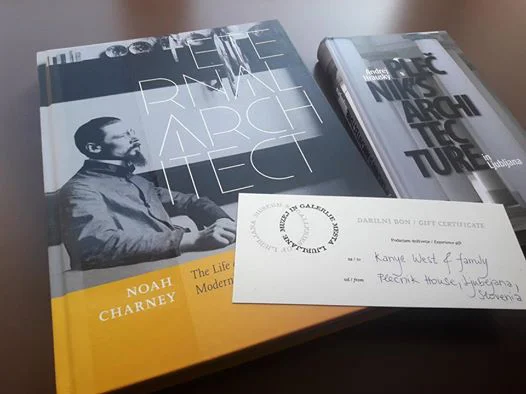 ETE
RNAL
ARCH
ITECT
NOAH
CHARNEY
The Life
Modern
Andrej
Hrausky
PLEČ
NIK'S
ARCHI
TEC
TURE
in
Ljubljana
MUZEJ IN GALERIJE MESTA LJUBLJANE
DARILNI BON / GIFT CERTIFICATE
Podarjam doživetje / Experience gift
za / to Kanye West & family
od / from Plečnik House, Ljubljana,
Slovenia